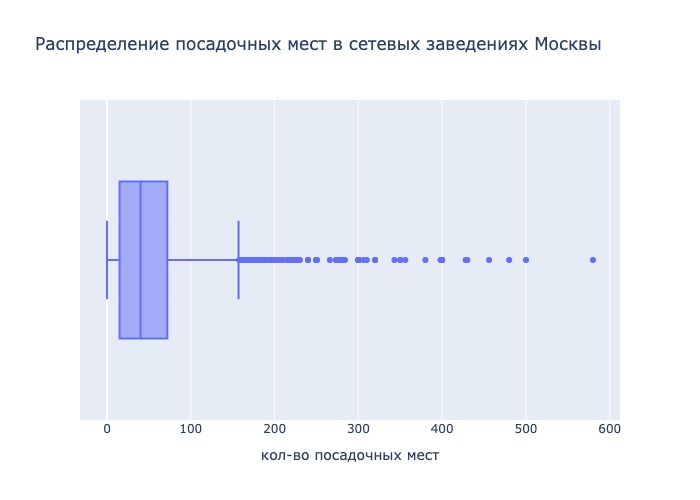 Распределение посадочных мест в сетевых заведениях Москвы
0 100 200 300 400 500 600
кол-во посадочных мест